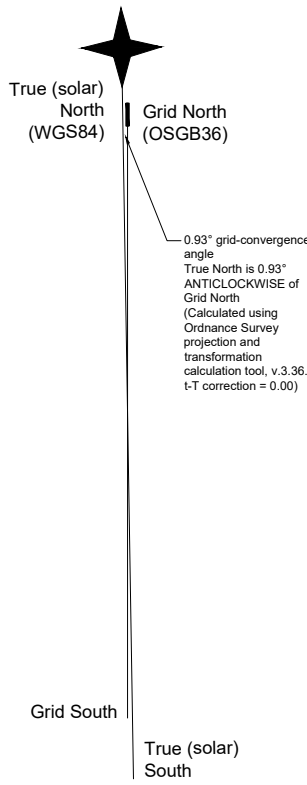 True (solar)
North
(WGS84)
Grid North
(OSGB36)
0.93° grid-convergence
angle
True North is 0.93°
ANTICLOCKWISE of
Grid North
(Calculated using
Ordnance Survey
projection and
transformation
calculation tool, v.3.36.
t-T correction = 0.00)
Grid South
True (solar)
South